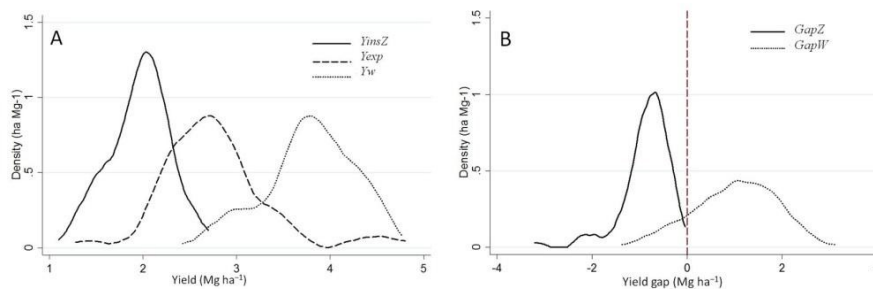 A
YinsZ
Yexp
Yw
Density (ha Mg-1)
1.5
1
.5
0
1
2
3
4
5
Yield (Mg ha⁻¹)
B
GapZ
GapW
Density (ha Mg-1)
1.5
1
.5
0
-4
-2
0
2
4
Yield gap (Mg ha⁻¹)